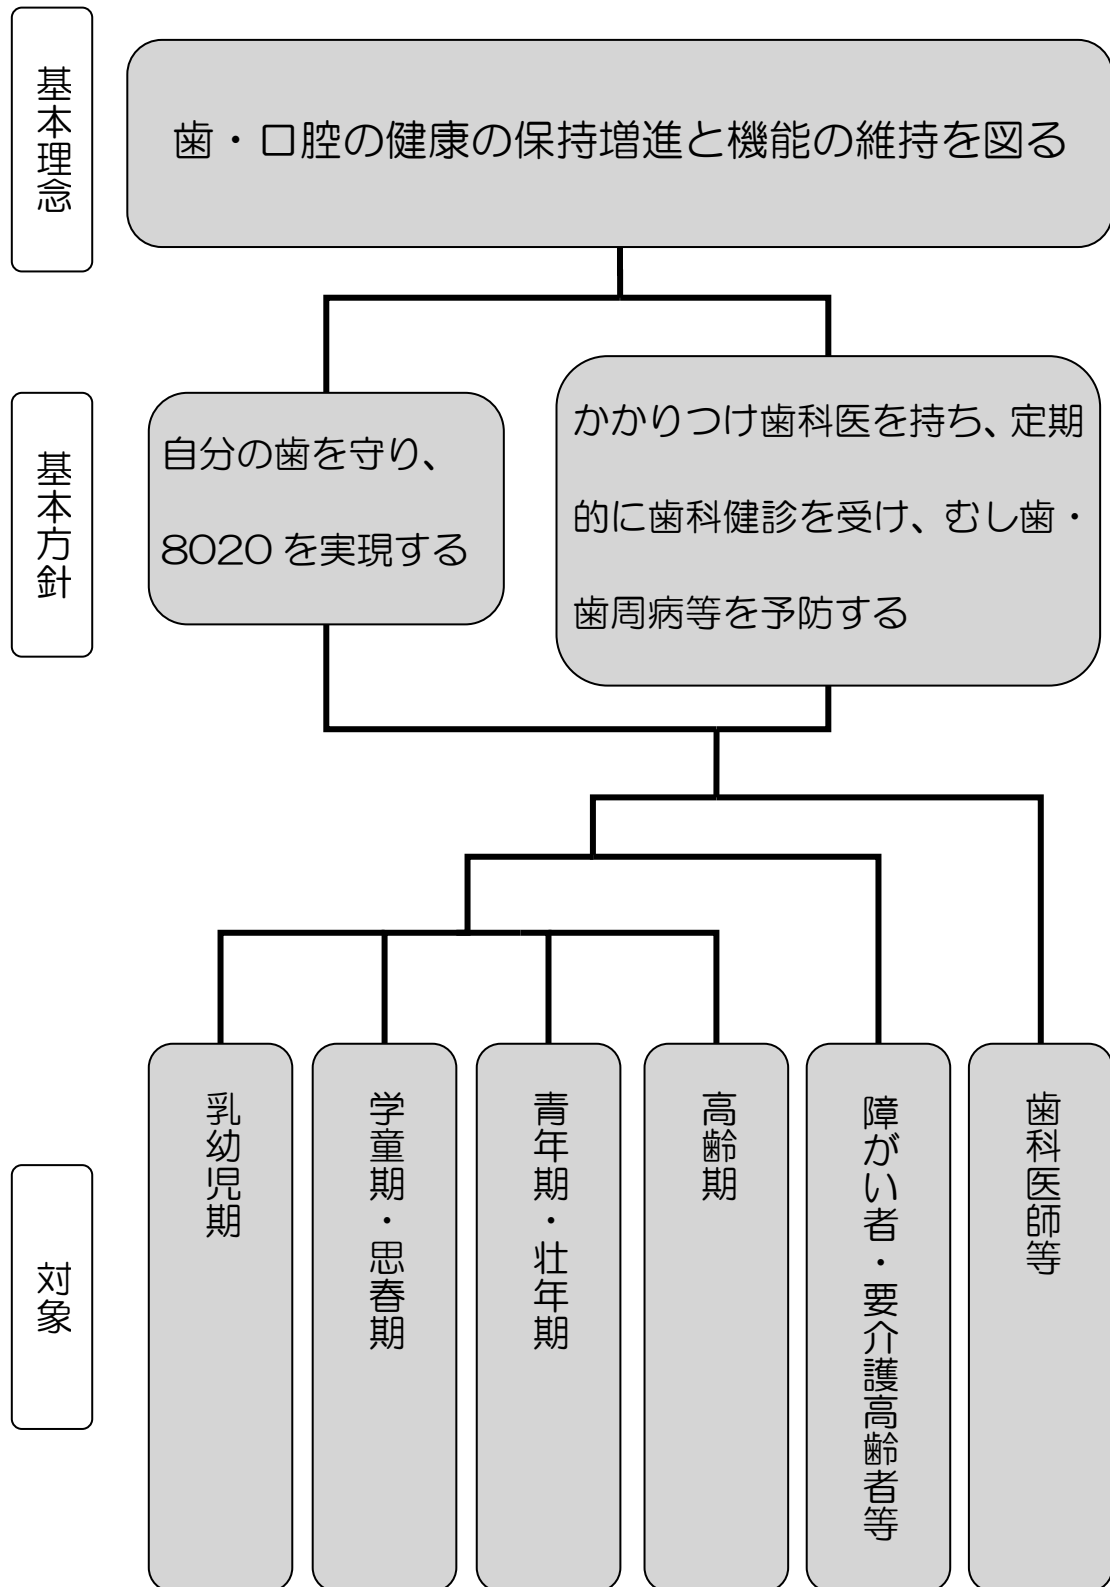 基本理念
歯・口腔の健康の保持増進と機能の維持を図る
基本方針
自分の歯を守り、
8020を実現する
かかりつけ歯科医を持ち、定期
的に歯科健診を受け、むし歯・
歯周病等を予防する
対象
乳幼児期
学童期・思春期
青年期・壮年期
高齢期
障がい者・要介護高齢者等
歯科医師等